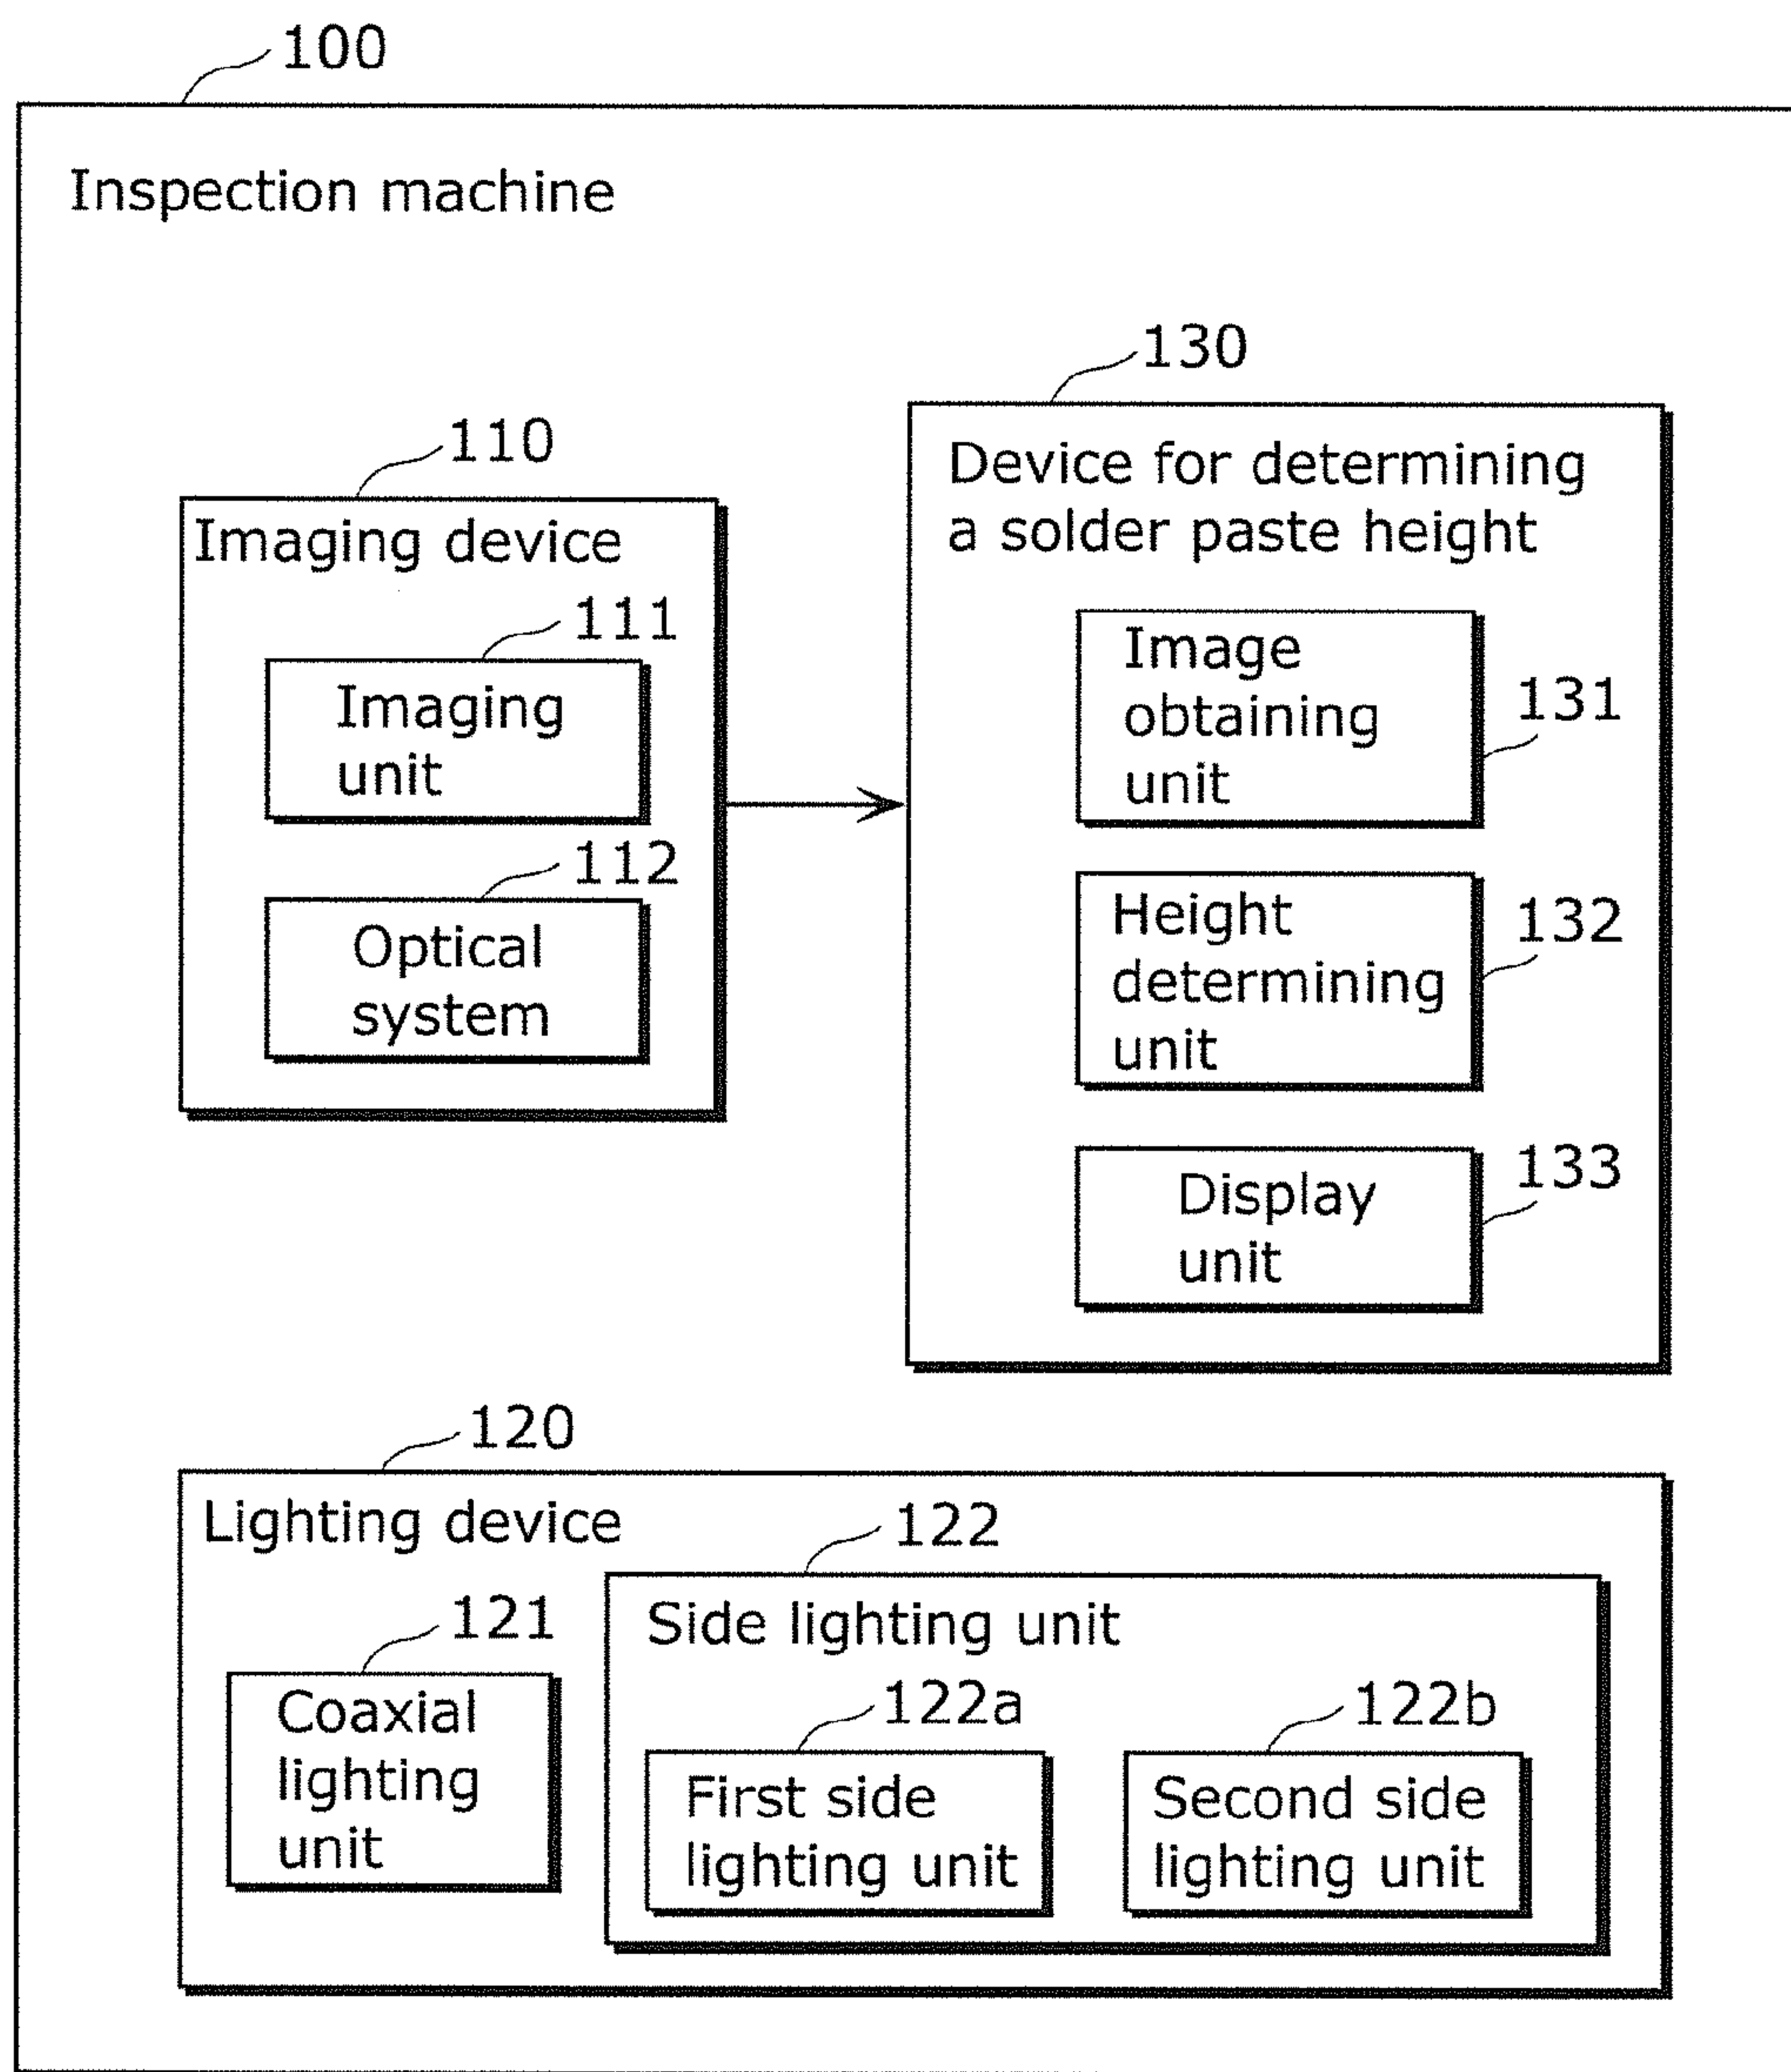 100
Inspection machine
130
110
Device for determining
a solder paste height
Imaging device
111
Imaging
unit
112
Optical
system
Image
obtaining
unit
131
Height
determining
unit
132
Display
unit
133
120
Lighting device
122
Side lighting unit
121
Coaxial
lighting
unit
122a
First side
lighting unit
122b
Second side
lighting unit